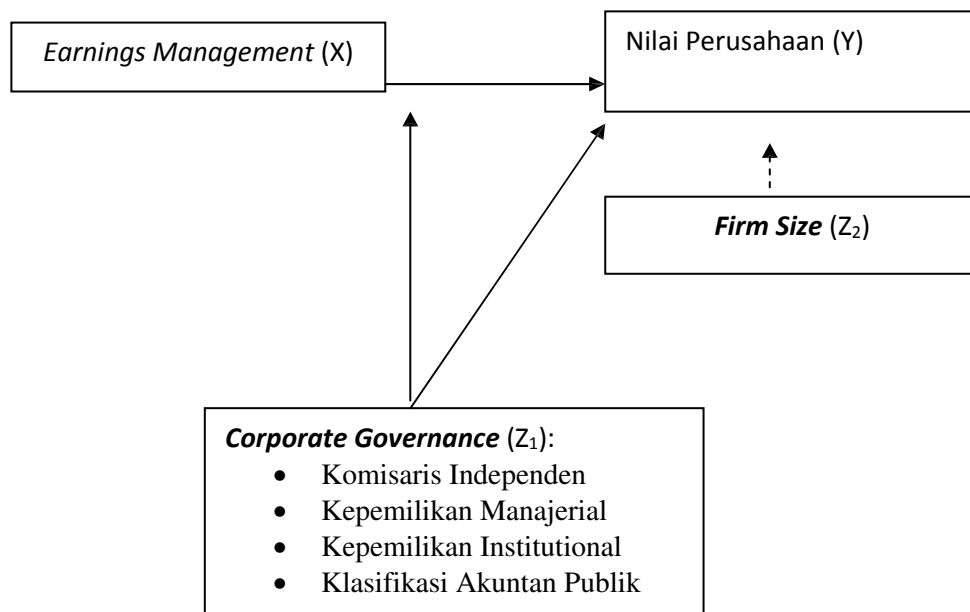 Earnings Management (X)
Nilai Perusahaan (Y)
Firm Size (Z₂)
Corporate Governance (Z₁):
• Komisaris Independen
• Kepemilikan Manajerial
• Kepemilikan Institutional
• Klasifikasi Akuntan Publik